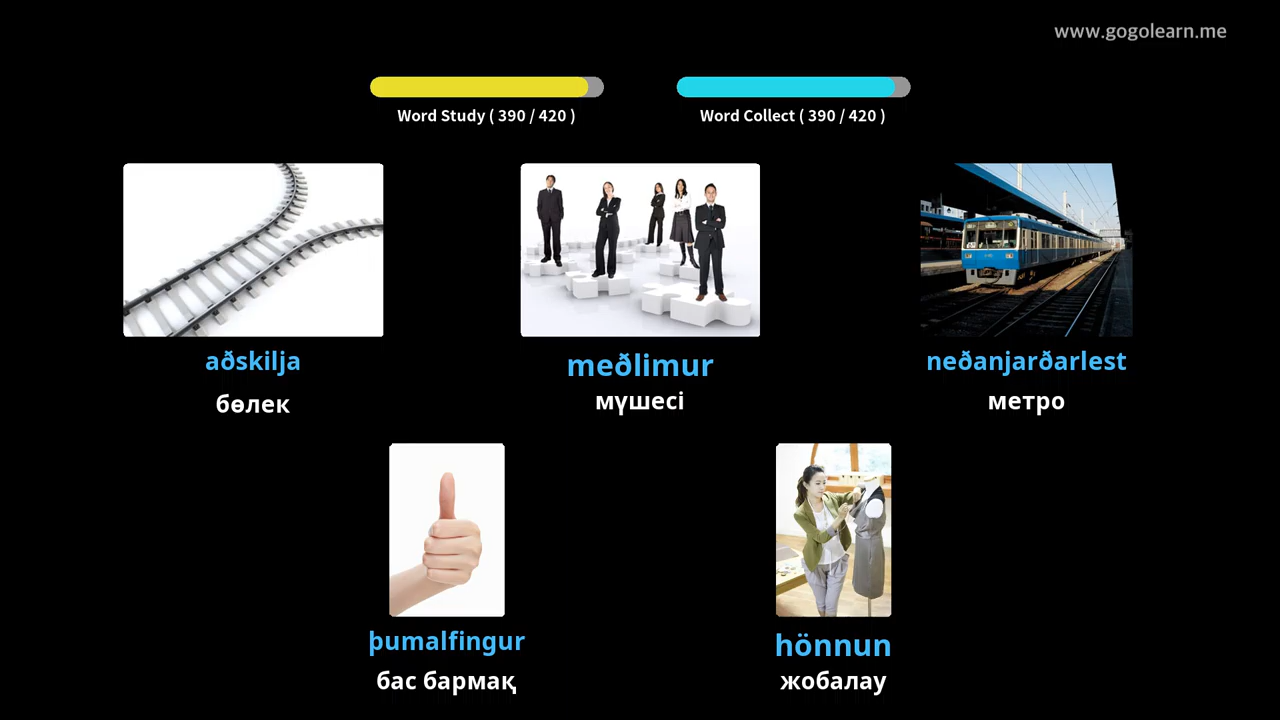 www.gogolearn.me
Word Study ( 390 / 420 )
Word Collect ( 390 / 420 )
aðskilja
бөлек
meðlimur
мүшесі
neðanjarðarlest
метро
þumalfingur
бас бармақ
hönnun
жобалау